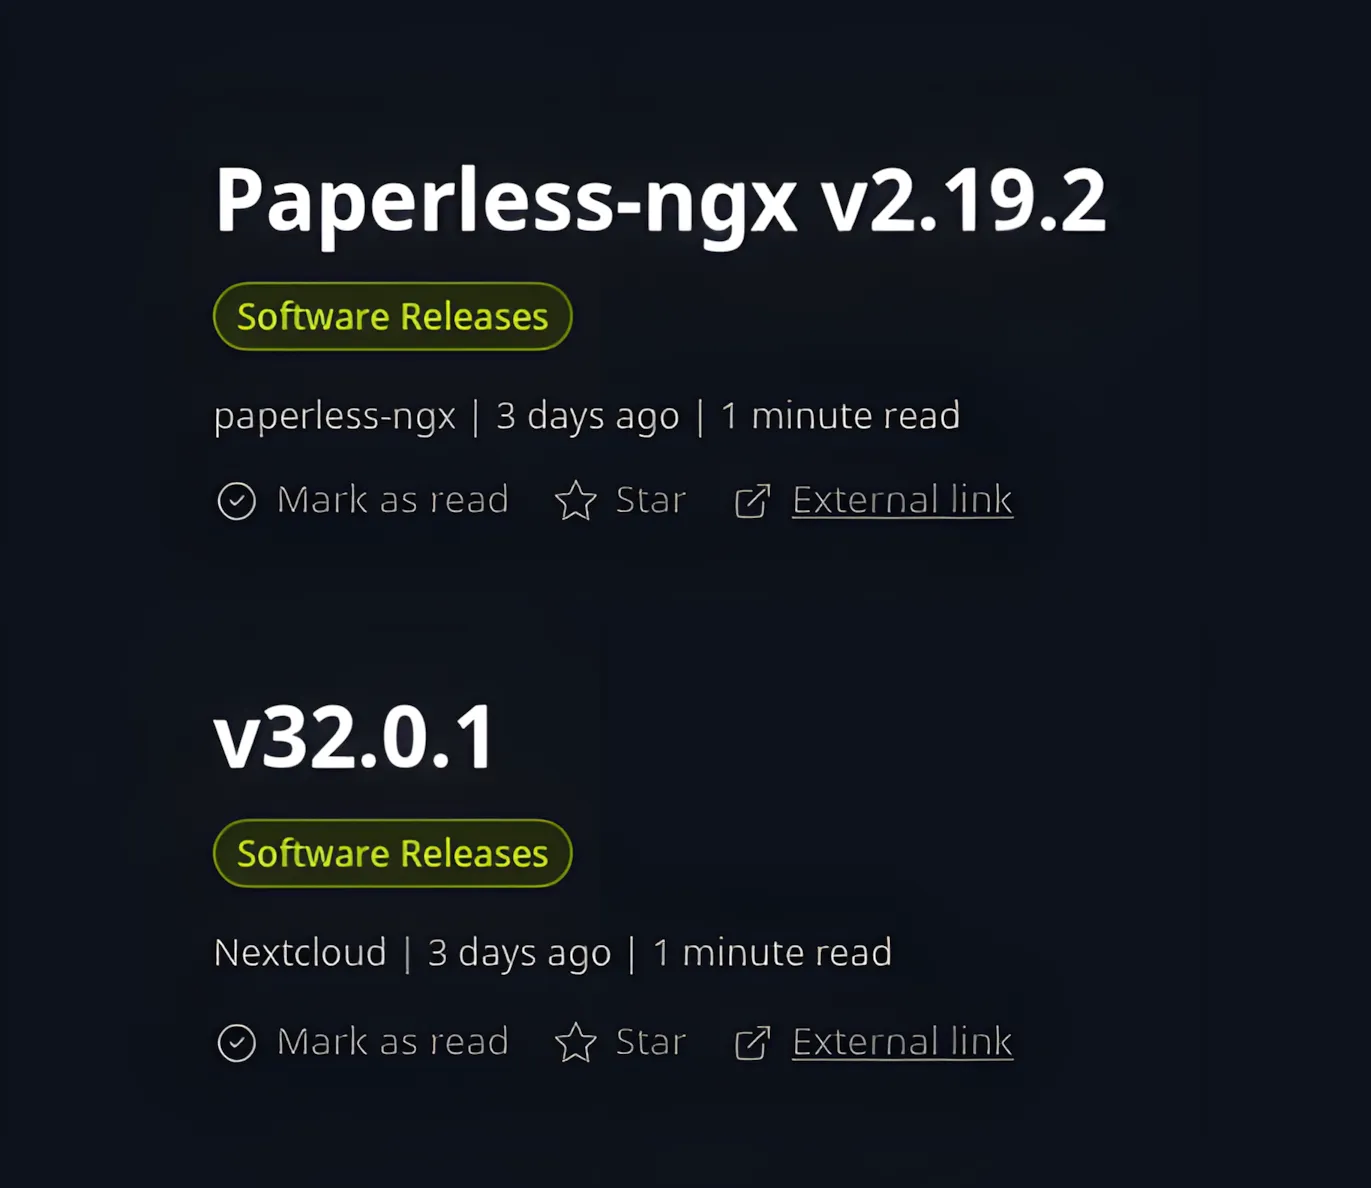 Paperless-ngx v2.19.2
Software Releases
paperless-ngx | 3 days ago | 1 minute read
Mark as read Star External link
v32.0.1
Software Releases
Nextcloud | 3 days ago | 1 minute read
Mark as read Star External link